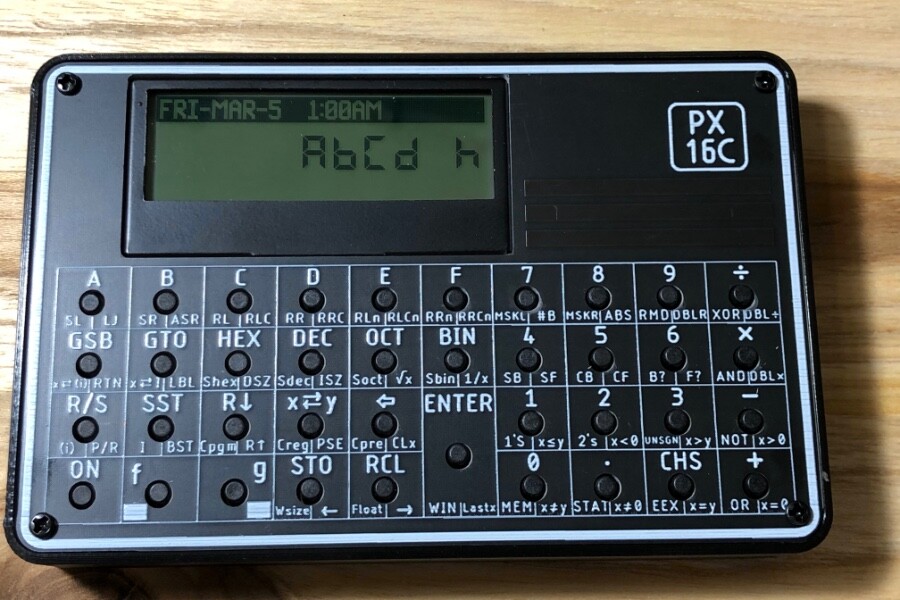 FRI-MAR-5 1:00AM
AbCd h
PX
16C
A B C D E F 7 8 9 ÷
SL | LJ SR | ASR RL | RLC RR | RRC RLn | RLCn RRn | RRCn MSKL | #B MSKR | ABS RMD | DBLR XOR | DBL÷
GSB GTO HEX DEC OCT BIN 4 5 6 ×
x⇄(i) | RTN x⇄I | LBL Shex | DSZ Sdec | ISZ Soct | √x Sbin | 1/x SB | SF CB | CF B? | F? AND | DBL×
R/S SST R↓ x⇄y ← ENTER 1 2 3 −
(i) | P/R I | BST Cpgm | R↑ Creg | PSE Cpre | CLx 1'S | x≤y 2's | x<0 UNSGN | x>y NOT | x>0
ON f g STO RCL 0 . CHS +
Wsize | ← Float | → WIN | Lastx MEM | x≠y STAT | x≠0 EEX | x=y OR | x=0